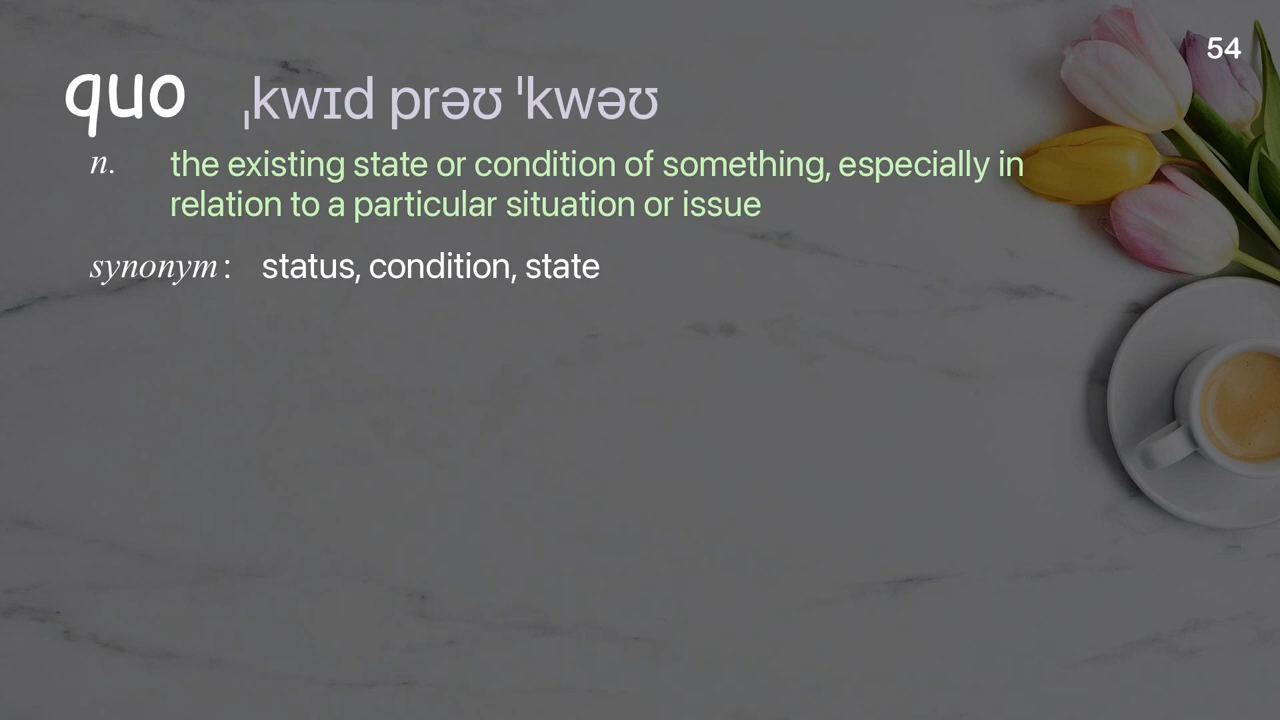 54
quo ˌkwɪd prəʊ ˈkwəʊ
n. the existing state or condition of something, especially in
relation to a particular situation or issue
synonym : status, condition, state